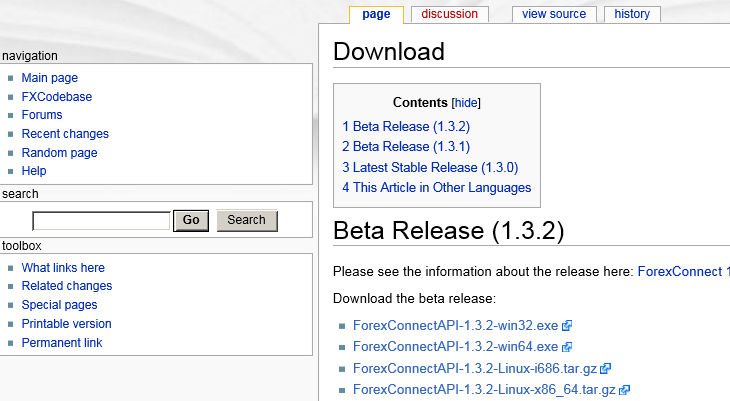 page
discussion
view source
history
navigation
Main page
FXCodebase
Forums
Recent changes
Random page
Help
search
Go
Search
toolbox
What links here
Related changes
Special pages
Printable version
Permanent link
Download
Contents [hide]
1 Beta Release (1.3.2)
2 Beta Release (1.3.1)
3 Latest Stable Release (1.3.0)
4 This Article in Other Languages
Beta Release (1.3.2)
Please see the information about the release here: ForexConnect 1
Download the beta release:
ForexConnectAPI-1.3.2-win32.exe
ForexConnectAPI-1.3.2-win64.exe
ForexConnectAPI-1.3.2-Linux-i686.tar.gz
ForexConnectAPI-1.3.2-Linux-x86_64.tar.gz